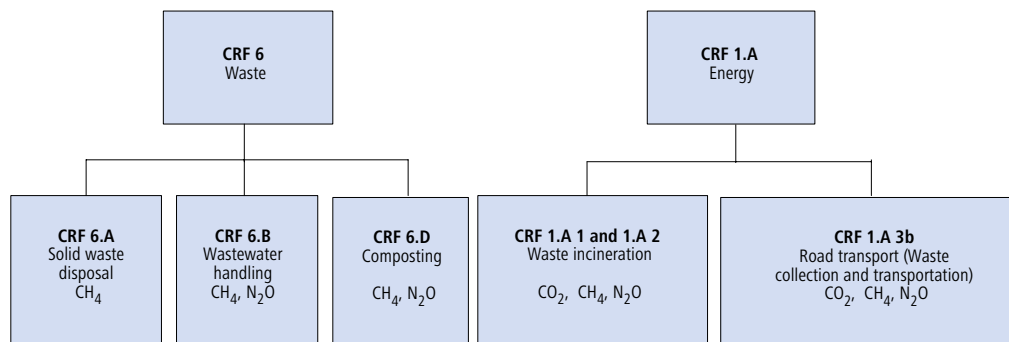 CRF 6
Waste
CRF 1.A
Energy
CRF 6.A
Solid waste
disposal
CH₄
CRF 6.B
Wastewater
handling
CH₄, N₂O
CRF 6.D
Composting
CH₄, N₂O
CRF 1.A 1 and 1.A 2
Waste incineration
CO₂, CH₄, N₂O
CRF 1.A 3b
Road transport (Waste
collection and transportation)
CO₂, CH₄, N₂O